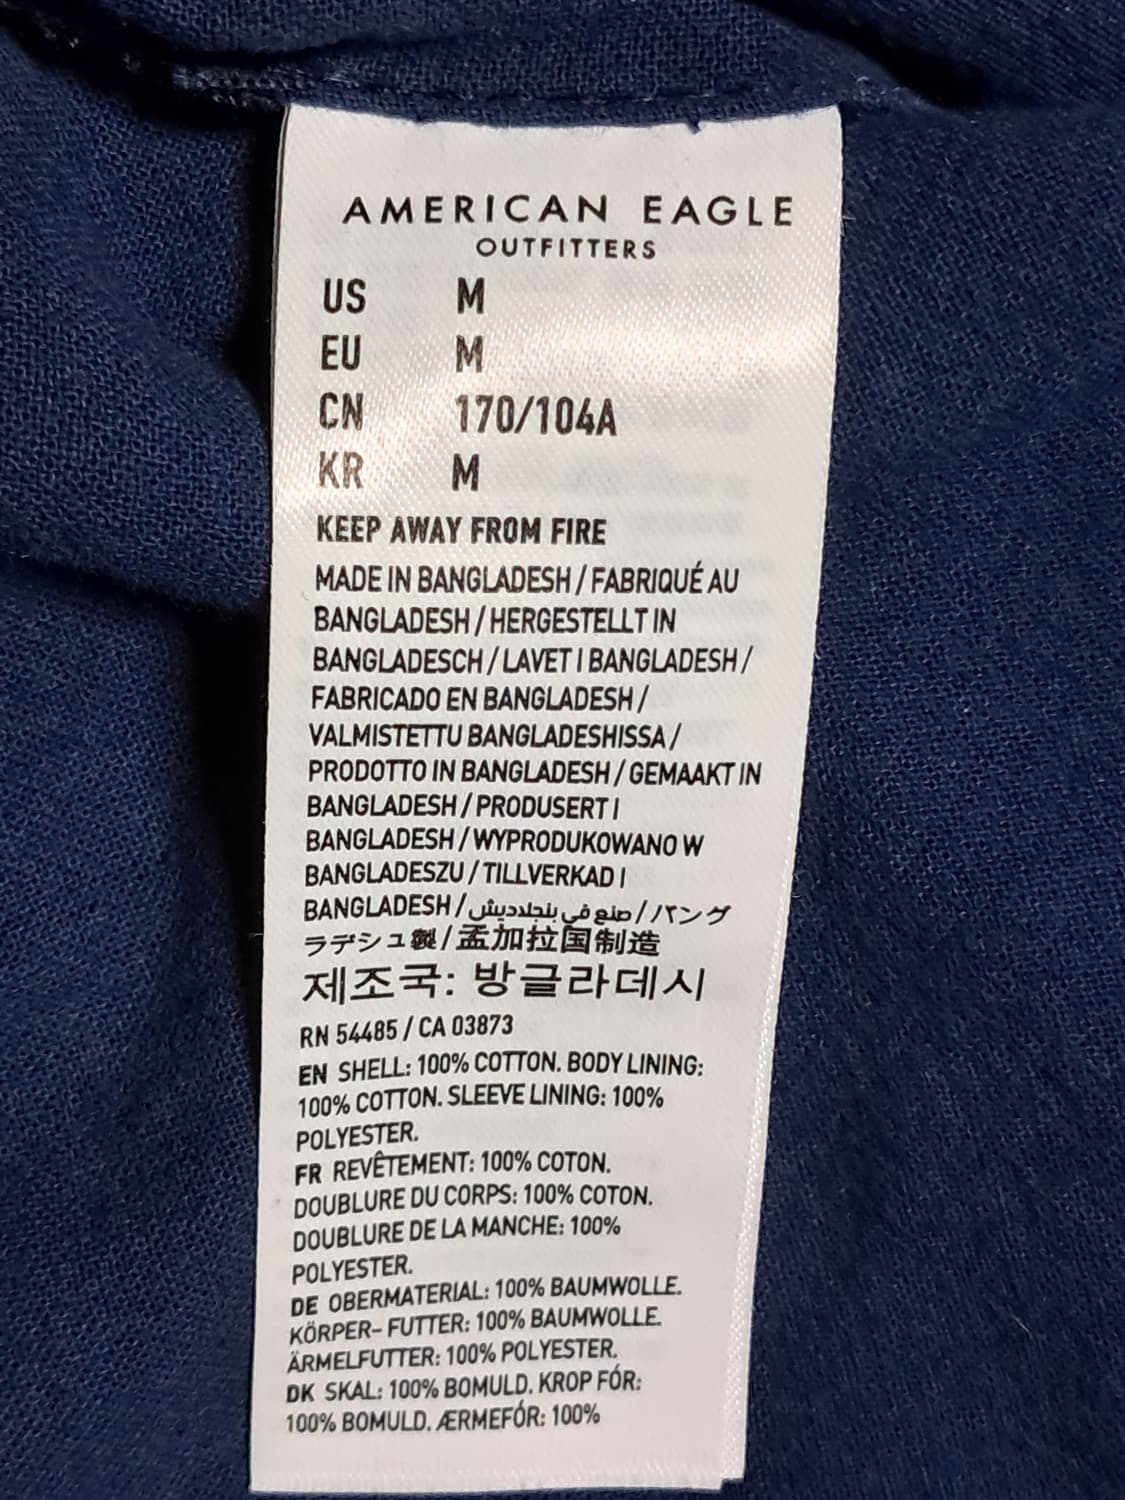 AMERICAN EAGLE
OUTFITTERS
US M
EU M
CN 170/104A
KR M
KEEP AWAY FROM FIRE
MADE IN BANGLADESH / FABRIQUÉ AU
BANGLADESH / HERGESTELLT IN
BANGLADESCH / LAVET I BANGLADESH /
FABRICADO EN BANGLADESH /
VALMISTETTU BANGLADESHISSA /
PRODOTTO IN BANGLADESH / GEMAAKT IN
BANGLADESH / PRODUSERT I
BANGLADESH / WYPRODUKOWANO W
BANGLADESZU / TILLVERKAD I
BANGLADESH / صنع في بنجلاديش / バング
ラデシュ製 / 孟加拉国制造
제조국: 방글라데시
RN 54485 / CA 03873
EN SHELL: 100% COTTON. BODY LINING:
100% COTTON. SLEEVE LINING: 100%
POLYESTER.
FR REVÊTEMENT: 100% COTON.
DOUBLURE DU CORPS: 100% COTON.
DOUBLURE DE LA MANCHE: 100%
POLYESTER.
DE OBERMATERIAL: 100% BAUMWOLLE.
KÖRPER- FUTTER: 100% BAUMWOLLE.
ÄRMELFUTTER: 100% POLYESTER.
DK SKAL: 100% BOMULD. KROP FÓR:
100% BOMULD. ÆRMEFÓR: 100%